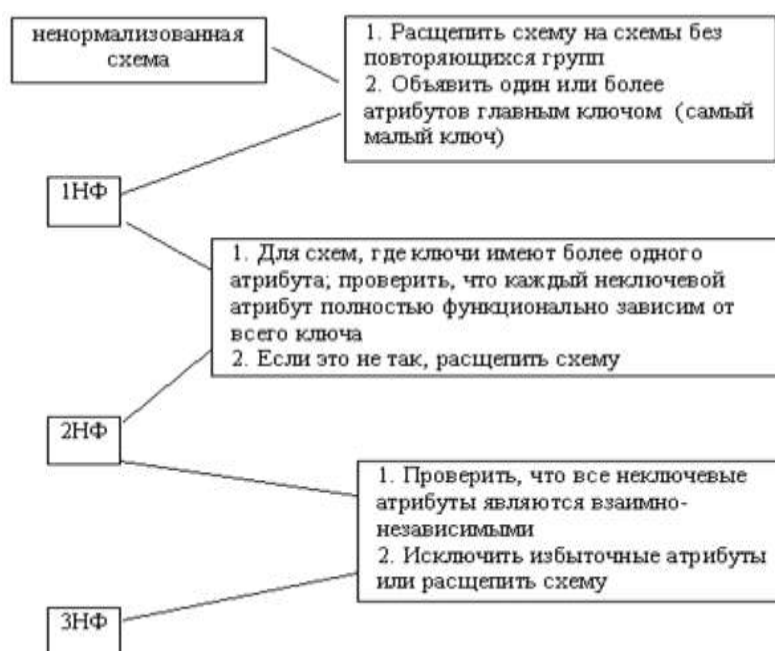 ненормализованная
схема
1. Расщепить схему на схемы без
повторяющихся групп
2. Объявить один или более
атрибутов главным ключом (самый
малый ключ)
1НФ
1. Для схем, где ключи имеют более одного
атрибута; проверить, что каждый неключевой
атрибут полностью функционально зависим от
всего ключа
2. Если это не так, расщепить схему
2НФ
1. Проверить, что все неключевые
атрибуты являются взаимно-
независимыми
2. Исключить избыточные атрибуты
или расщепить схему
3НФ